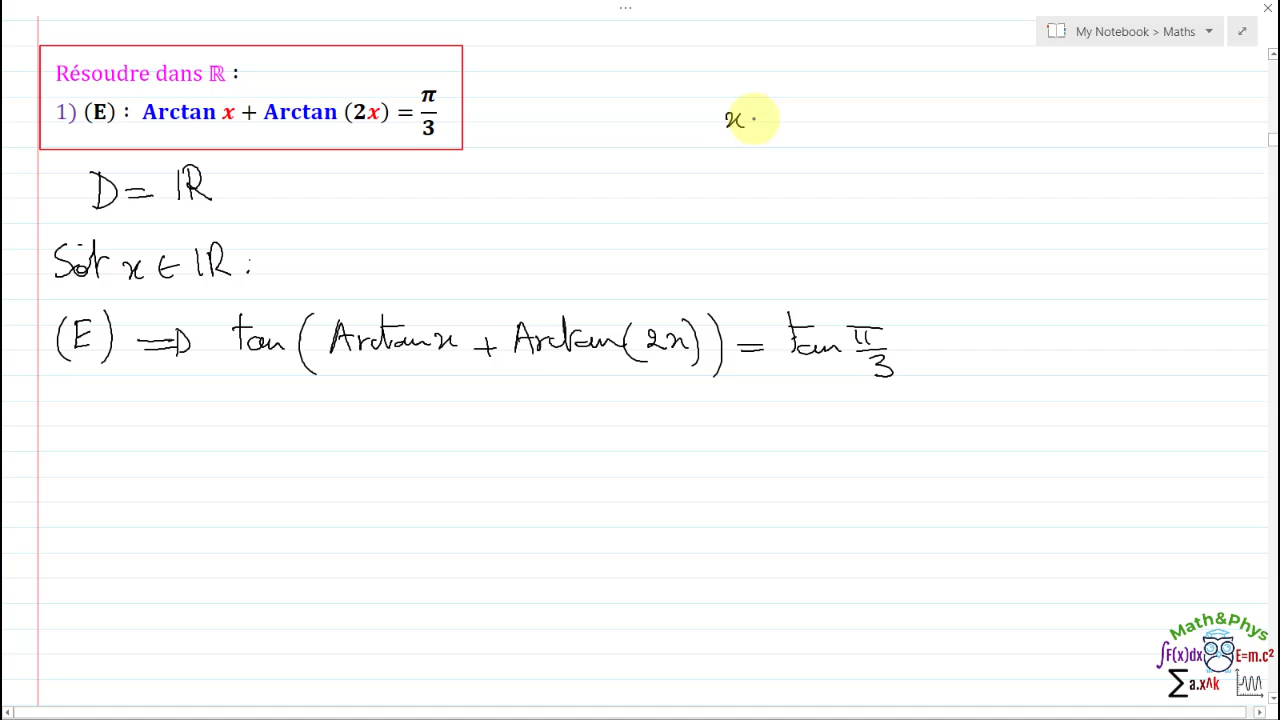 ...
My Notebook > Maths
Résoudre dans ℝ :
1) (E) : Arctan x + Arctan (2x) = π/3
x ·
D = ℝ
Soit x ∈ ℝ :
(E) ⟹ tan(Arctan x + Arctan(2x)) = tan π/3
Math&Phys
∫F(x)dx E=m.c²
∑ a.x^k